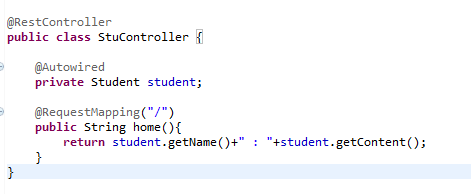 @RestController
public class StuController {
@Autowired
private Student student;
@RequestMapping("/")
public String home(){
return student.getName()+" : "+student.getContent();
}
}